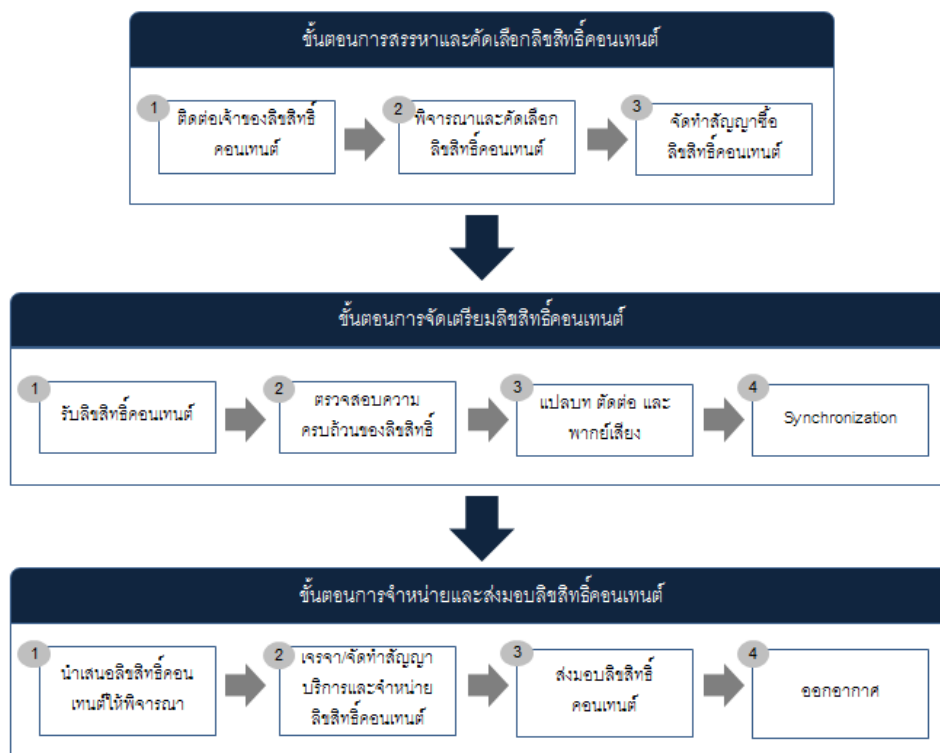 ขั้นตอนการสรรหาและคัดเลือกลิขสิทธิ์คอนเทนต์
1
ติดต่อเจ้าของลิขสิทธิ์
คอนเทนต์
2
พิจารณาและคัดเลือก
ลิขสิทธิ์คอนเทนต์
3
จัดทำสัญญาซื้อ
ลิขสิทธิ์คอนเทนต์
ขั้นตอนการจัดเตรียมลิขสิทธิ์คอนเทนต์
1
รับลิขสิทธิ์คอนเทนต์
2
ตรวจสอบความ
ครบถ้วนของลิขสิทธิ์
3
แปลบท ตัดต่อ และ
พากย์เสียง
4
Synchronization
ขั้นตอนการจำหน่ายและส่งมอบลิขสิทธิ์คอนเทนต์
1
นำเสนอลิขสิทธิ์คอน
เทนต์ให้พิจารณา
2
เจรจา/จัดทำสัญญา
บริการและจำหน่าย
ลิขสิทธิ์คอนเทนต์
3
ส่งมอบลิขสิทธิ์
คอนเทนต์
4
ออกอากาศ